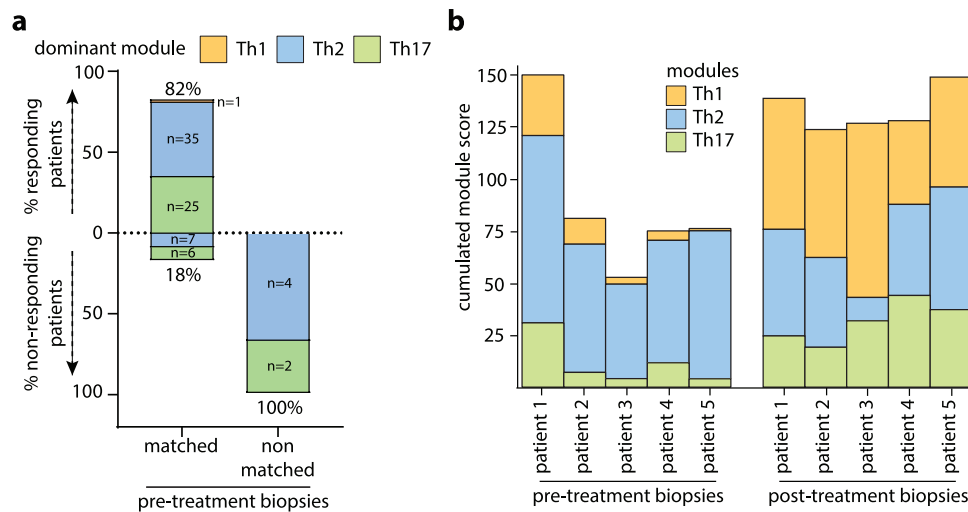 a
dominant module Th1 Th2 Th17
% responding
patients
% non-responding
patients
100
50
0
50
100
82%
n=1
n=35
n=25
n=7
n=6
18%
n=4
n=2
100%
matched
non
matched
pre-treatment biopsies
b
cumulated module score
150
125
100
75
50
25
modules
Th1
Th2
Th17
patient 1
patient 2
patient 3
patient 4
patient 5
pre-treatment biopsies
patient 1
patient 2
patient 3
patient 4
patient 5
post-treatment biopsies